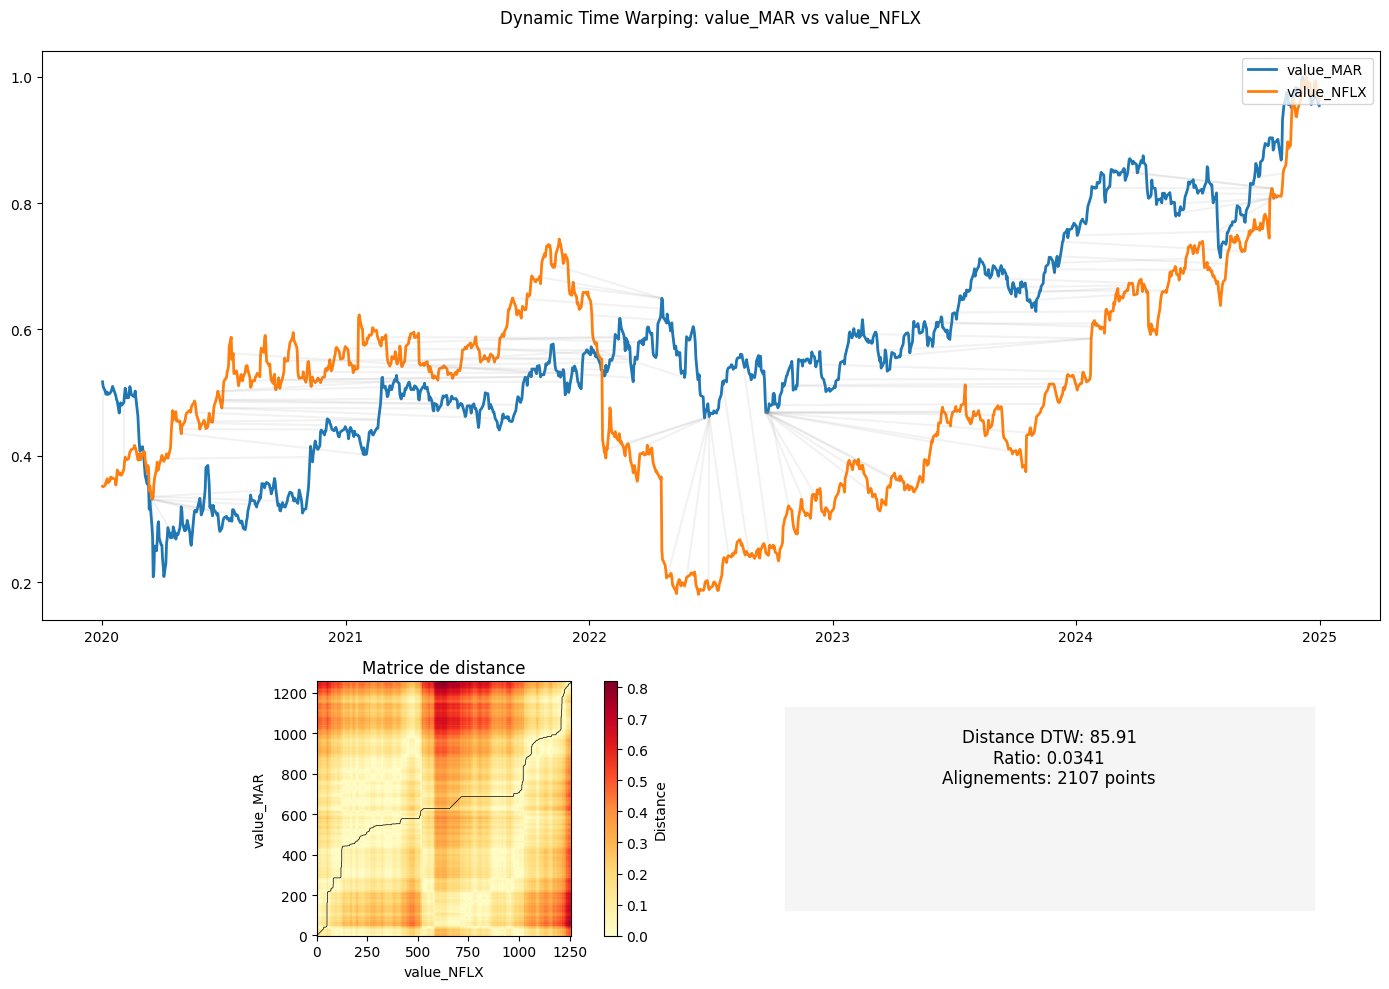 Dynamic Time Warping: value_MAR vs value_NFLX
value_MAR
value_NFLX
1.0
0.8
0.6
0.4
0.2
2020 2021 2022 2023 2024 2025
Matrice de distance
1200
1000
800
600
400
200
0
value_MAR
0 250 500 750 1000 1250
value_NFLX
0.8
0.7
0.6
0.5
0.4
0.3
0.2
0.1
0.0
Distance
Distance DTW: 85.91
Ratio: 0.0341
Alignements: 2107 points